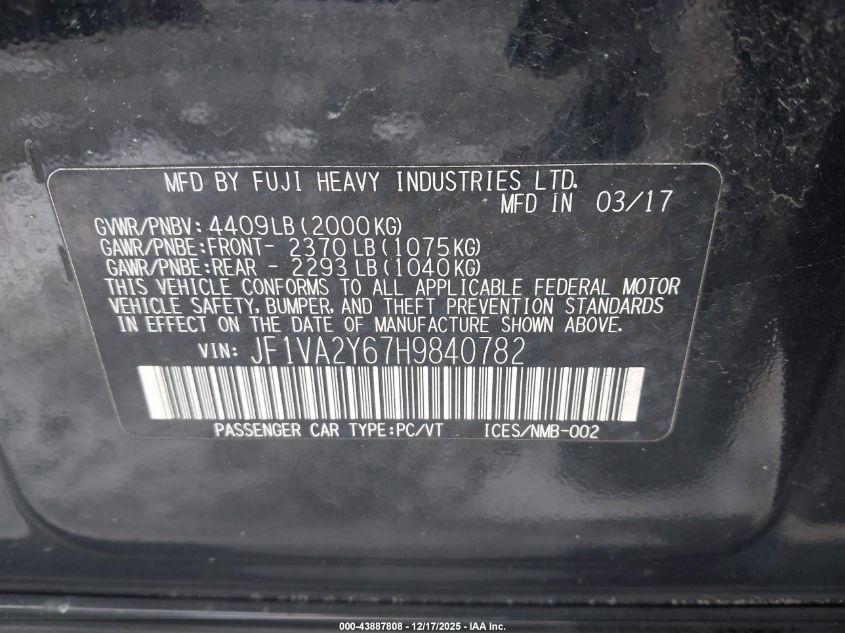 MFD BY FUJI HEAVY INDUSTRIES LTD.
MFD IN 03/17
GVWR/PNBV: 4409LB(2000KG)
GAWR/PNBE:FRONT- 2370LB(1075KG)
GAWR/PNBE:REAR - 2293LB(1040KG)
THIS VEHICLE CONFORMS TO ALL APPLICABLE FEDERAL MOTOR
VEHICLE SAFETY, BUMPER, AND THEFT PREVENTION STANDARDS
IN EFFECT ON THE DATE OF MANUFACTURE SHOWN ABOVE.
VIN: JF1VA2Y67H9840782
PASSENGER CAR TYPE:PC/VT ICES/NMB-002
000-43887808 - 12/17/2025 - IAA Inc.